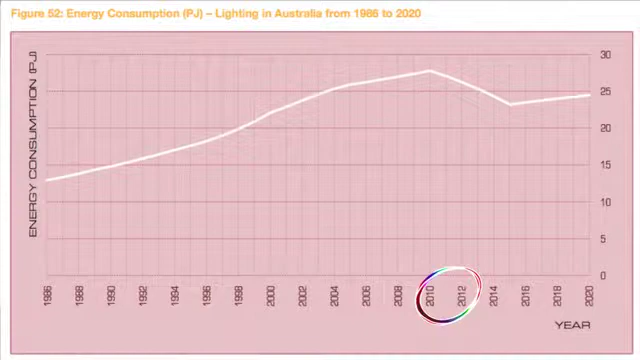 Figure 52: Energy Consumption (PJ) – Lighting in Australia from 1986 to 2020
ENERGY CONSUMPTION (PJ)
30
25
20
15
10
5
0
1986 1988 1990 1992 1994 1996 1998 2000 2002 2004 2006 2008 2010 2012 2014 2016 2018 2020
YEAR